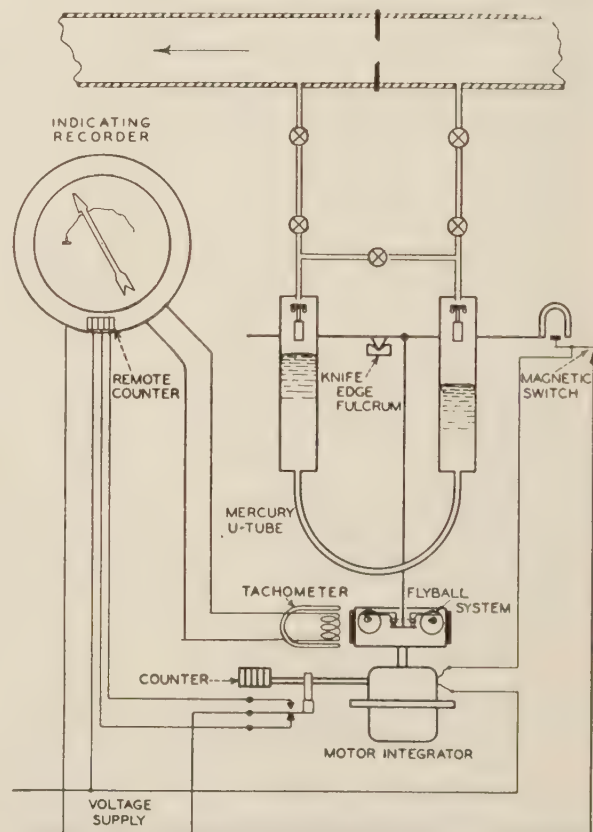 INDICATING
RECORDER
REMOTE
COUNTER
KNIFE
EDGE
FULCRUM
MAGNETIC
SWITCH
MERCURY
U-TUBE
TACHOMETER
FLYBALL
SYSTEM
COUNTER
MOTOR INTEGRATOR
VOLTAGE
SUPPLY